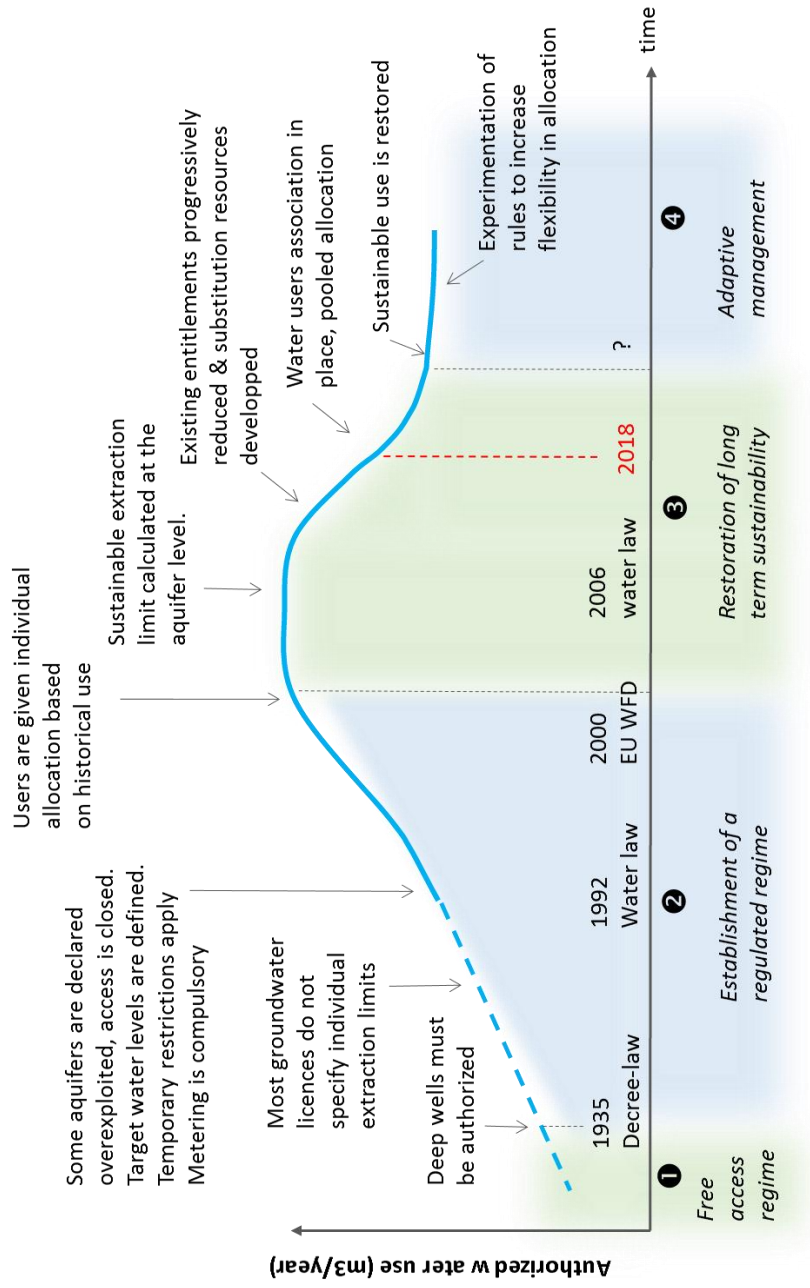 Authorized w ater use (m3/year)
Some aquifers are declared
overexploited, access is closed.
Target water levels are defined.
Temporary restrictions apply
Metering is compulsory
Most groundwater
licences do not
specify individual
extraction limits
Deep wells must
be authorized
Users are given individual
allocation based
on historical use
Sustainable extraction
limit calculated at the
aquifer level.
Existing entitlements progressively
reduced & substitution resources
developped
Water users association in
place, pooled allocation
Sustainable use is restored
Experimentation of
rules to increase
flexibility in allocation
1935
Decree-law
1992
Water law
2000
EU WFD
2006
water law
2018
?
time
❶
Free
access
regime
❷
Establishment of a
regulated regime
❸
Restoration of long
term sustainability
❹
Adaptive
management